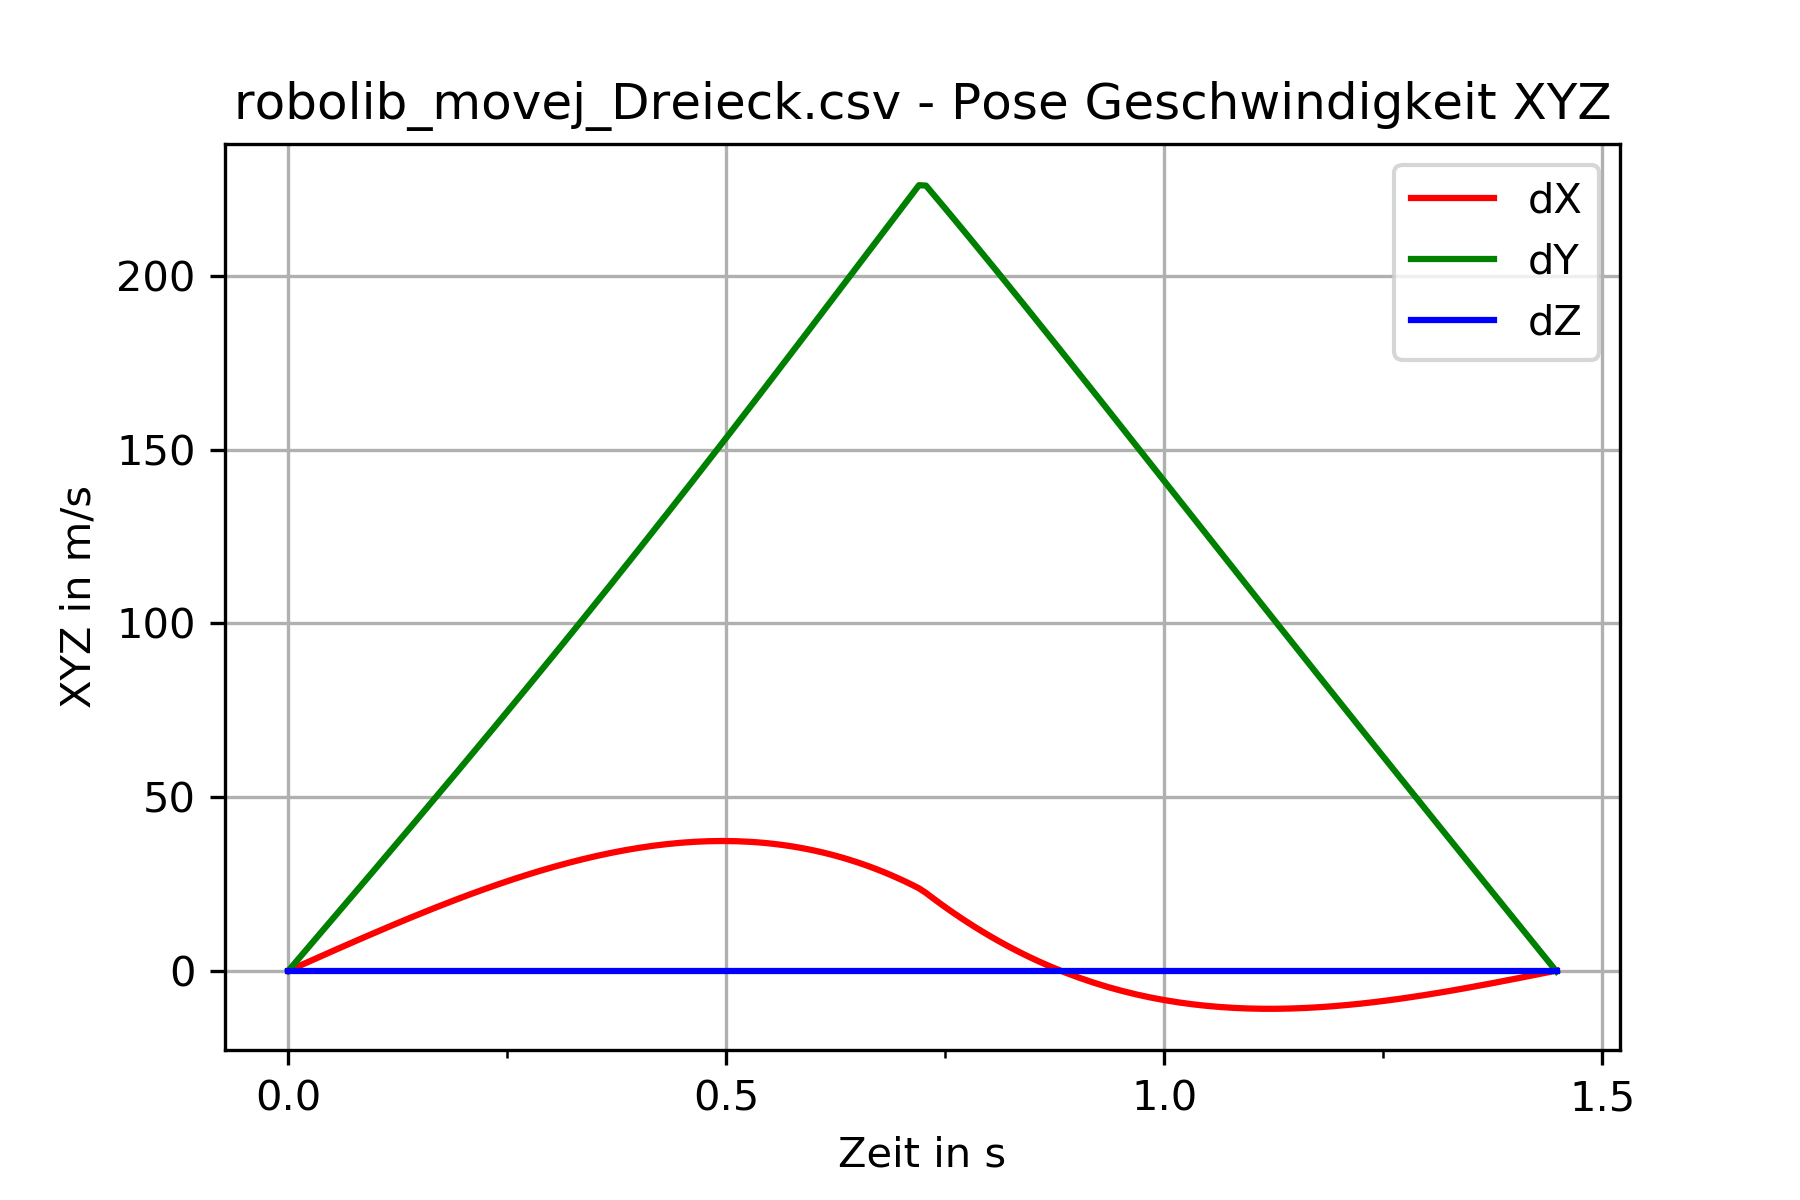 robolib_movej_Dreieck.csv - Pose Geschwindigkeit XYZ
dX
dY
dZ
XYZ in m/s
200
150
100
50
0
0.0 0.5 1.0 1.5
Zeit in s